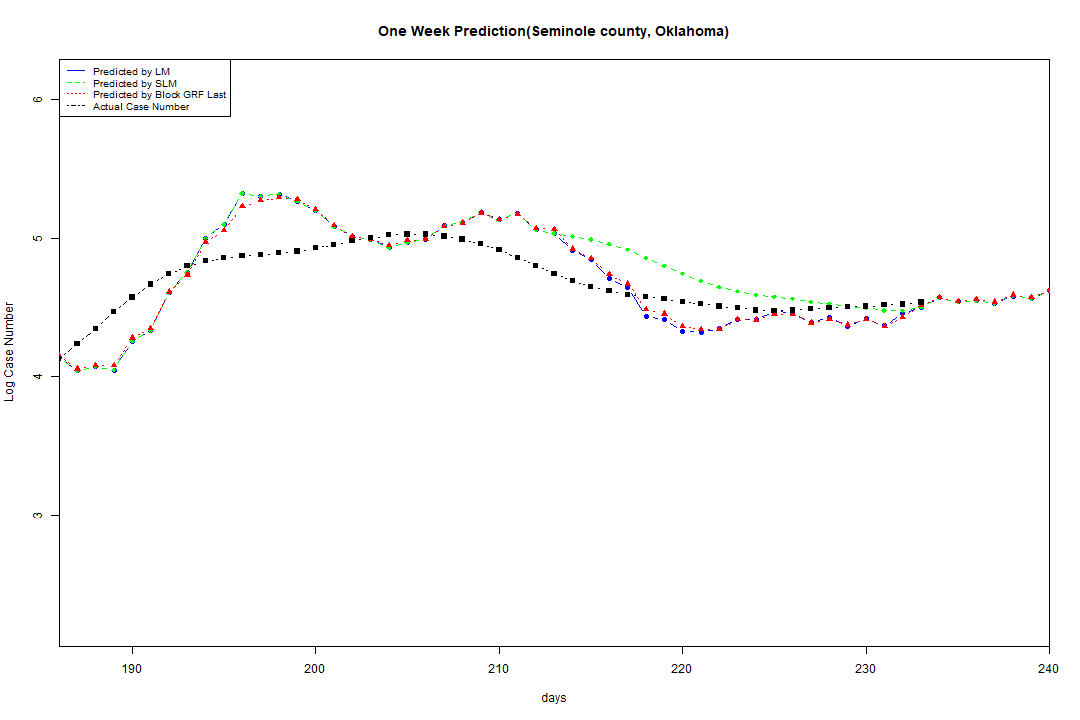 One Week Prediction(Seminole county, Oklahoma)
Predicted by LM
Predicted by SLM
Predicted by Block GRF Last
Actual Case Number
6
5
4
3
Log Case Number
190 200 210 220 230 240
days